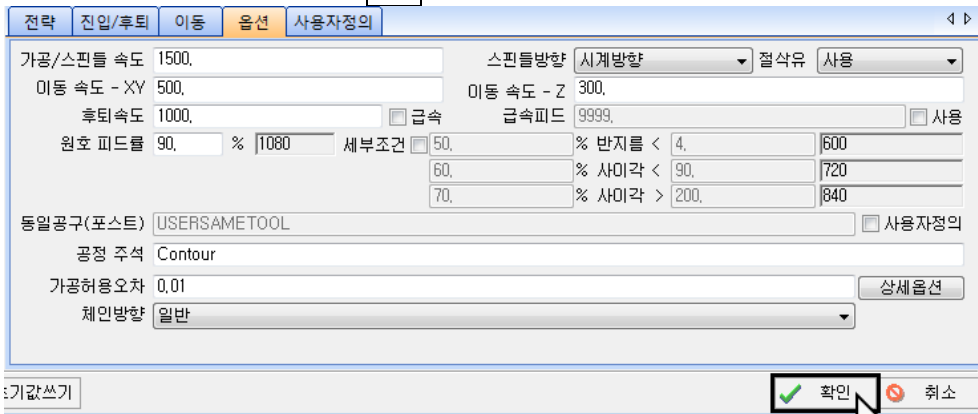 전략 진입/후퇴 이동 옵션 사용자정의
가공/스핀들 속도 1500, 스핀들방향 시계방향 절삭유 사용
이동 속도 - XY 500, 이동 속도 - Z 300,
후퇴속도 1000, 급속 급속피드 9999, 사용
원호 피드률 90, % 1080 세부조건 50, % 반지름 < 4, 600
60, % 사이각 < 90, 720
70, % 사이각 > 200, 840
동일공구(포스트) USERSAMETOOL 사용자정의
공정 주석 Contour
가공허용오차 0,01 상세옵션
체인방향 일반
기값쓰기 확인 취소